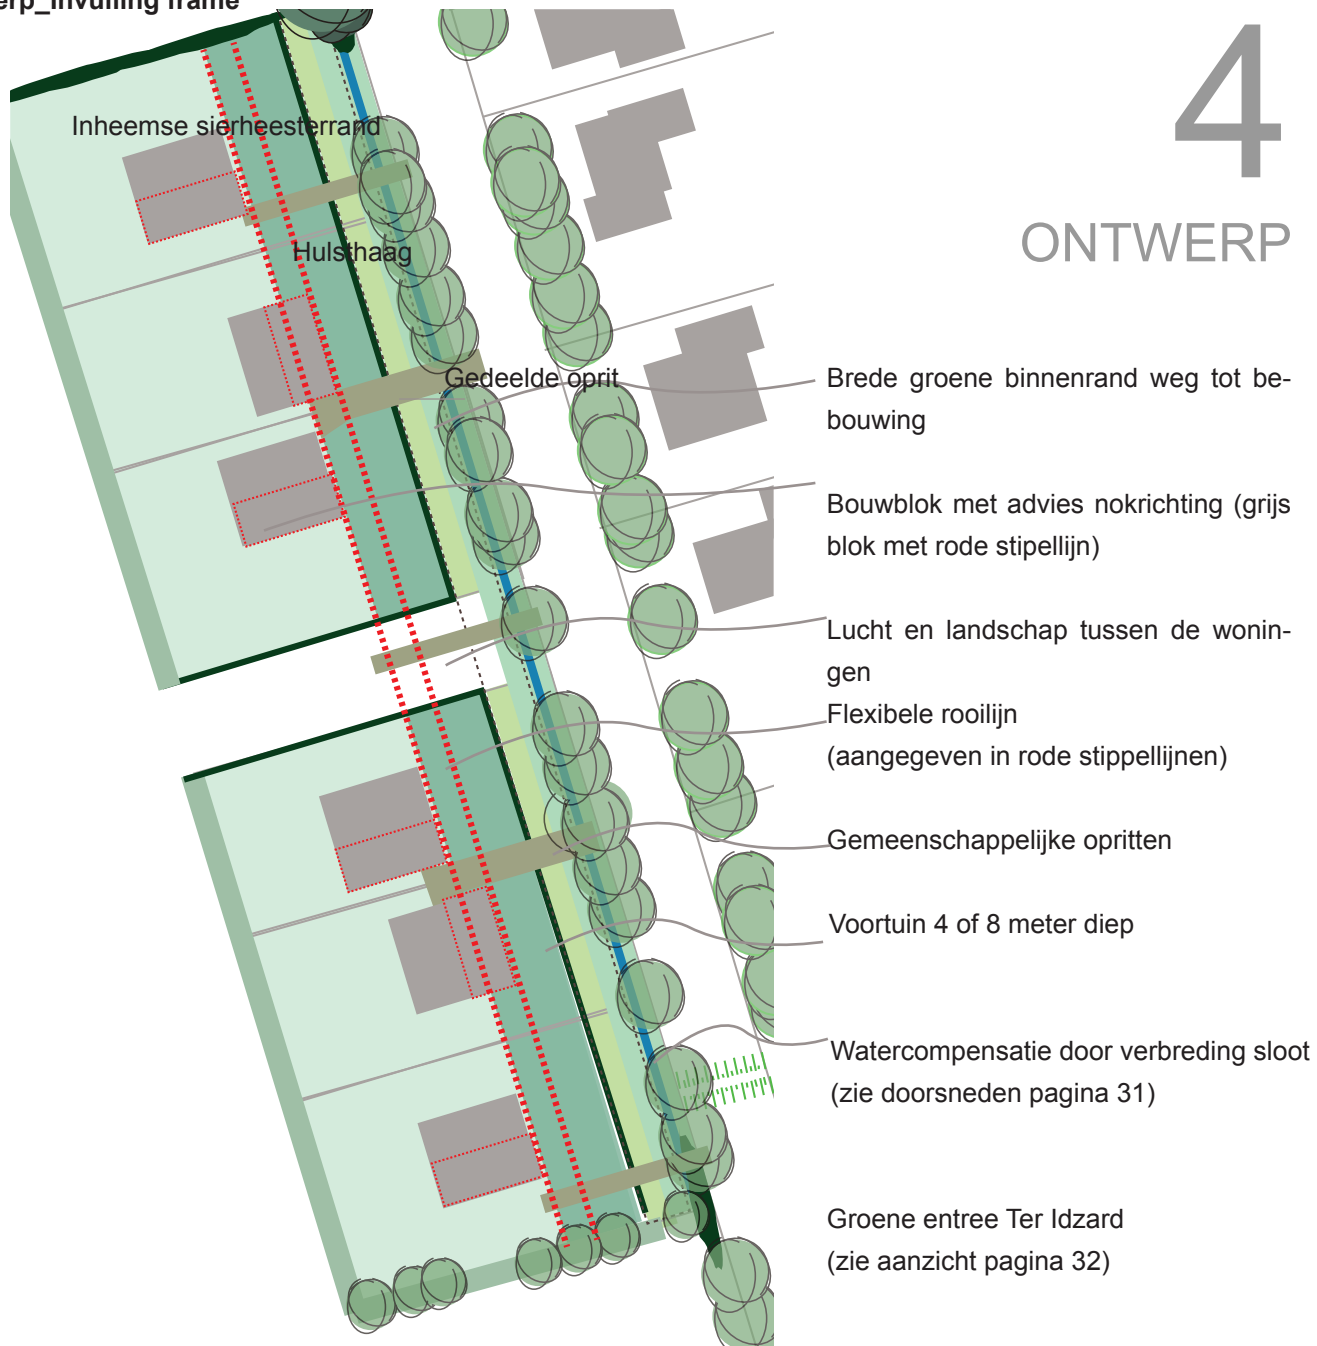 erp_invulling frame
4
ONTWERP
Inheemse sierheesterrand
Hulsthaag
Gedeelde oprit
Brede groene binnenrand weg tot be-
bouwing
Bouwblok met advies nokrichting (grijs
blok met rode stipellijn)
Lucht en landschap tussen de wonin-
gen
Flexibele rooilijn
(aangegeven in rode stippellijnen)
Gemeenschappelijke opritten
Voortuin 4 of 8 meter diep
Watercompensatie door verbreding sloot
(zie doorsneden pagina 31)
Groene entree Ter Idzard
(zie aanzicht pagina 32)